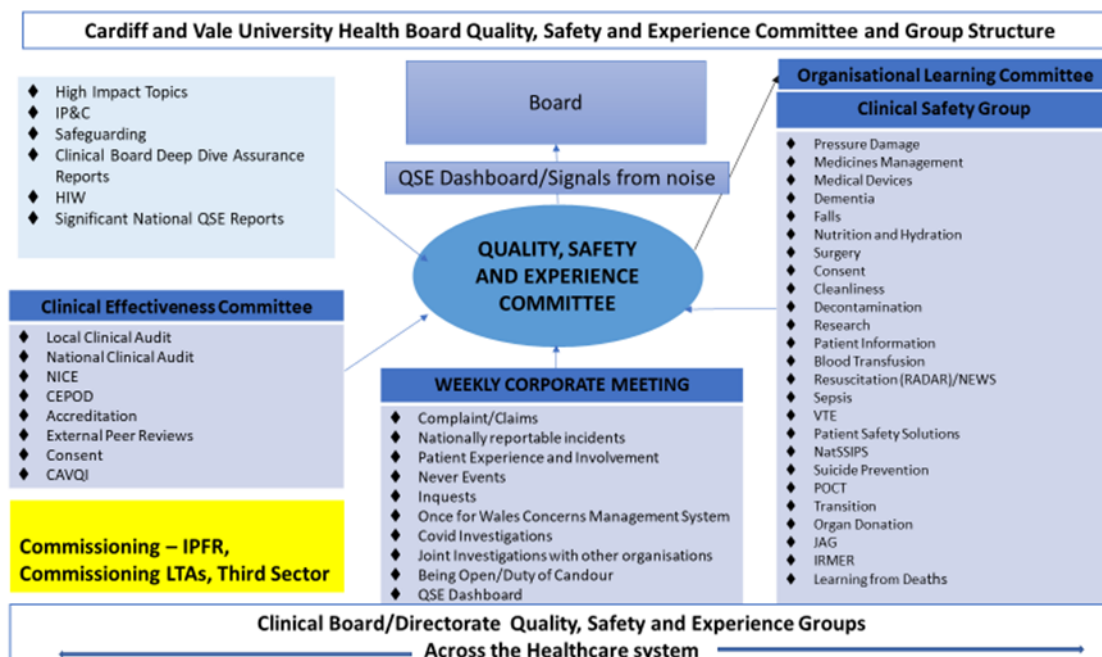 Cardiff and Vale University Health Board Quality, Safety and Experience Committee and Group Structure
High Impact Topics
IP&C
Safeguarding
Clinical Board Deep Dive Assurance
Reports
HIW
Significant National QSE Reports
Board
QSE Dashboard/Signals from noise
QUALITY, SAFETY
AND EXPERIENCE
COMMITTEE
Clinical Effectiveness Committee
Local Clinical Audit
National Clinical Audit
NICE
CEPOD
Accreditation
External Peer Reviews
Consent
CAVQI
Commissioning – IPFR,
Commissioning LTAs, Third Sector
WEEKLY CORPORATE MEETING
Complaint/Claims
Nationally reportable incidents
Patient Experience and Involvement
Never Events
Inquests
Once for Wales Concerns Management System
Covid Investigations
Joint Investigations with other organisations
Being Open/Duty of Candour
QSE Dashboard
Organisational Learning Committee
Clinical Safety Group
Pressure Damage
Medicines Management
Medical Devices
Dementia
Falls
Nutrition and Hydration
Surgery
Consent
Cleanliness
Decontamination
Research
Patient Information
Blood Transfusion
Resuscitation (RADAR)/NEWS
Sepsis
VTE
Patient Safety Solutions
NatSSIPS
Suicide Prevention
POCT
Transition
Organ Donation
JAG
IRMER
Learning from Deaths
Clinical Board/Directorate Quality, Safety and Experience Groups
Across the Healthcare system